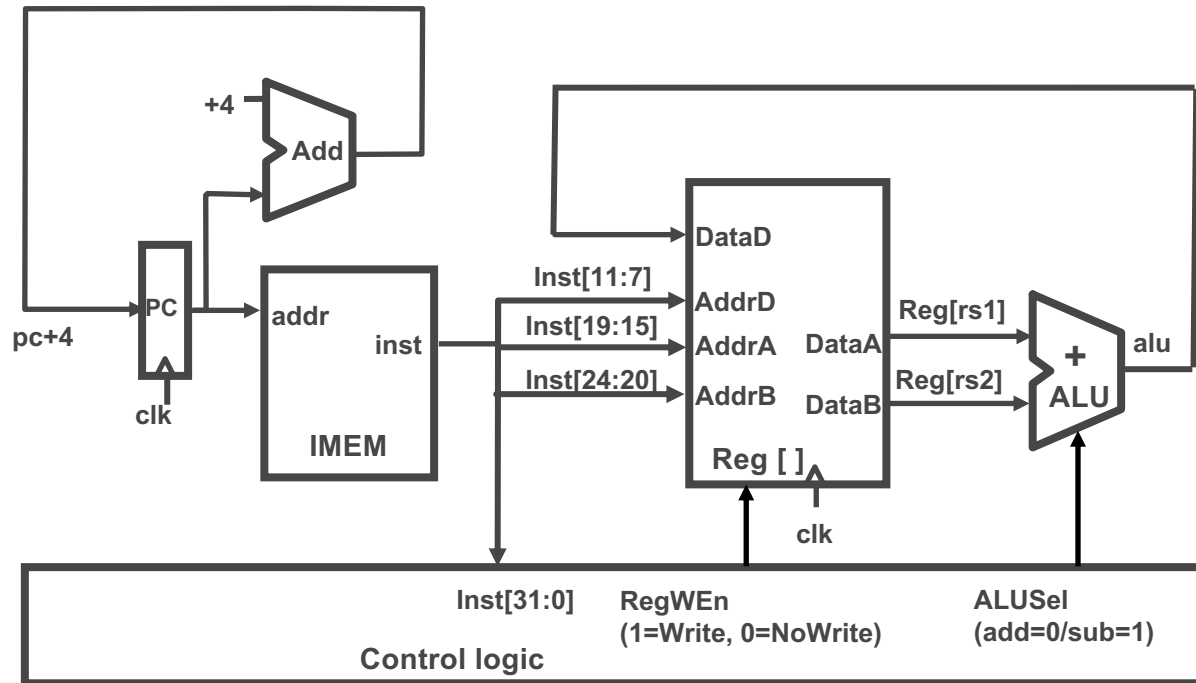 +4
Add
DataD
Inst[11:7]
PC
addr
AddrD
Reg[rs1]
pc+4
inst
Inst[19:15]
AddrA
DataA
+
alu
Inst[24:20]
AddrB
DataB
Reg[rs2]
ALU
clk
IMEM
Reg [ ]
clk
Inst[31:0]
RegWEn
(1=Write, 0=NoWrite)
ALUSel
(add=0/sub=1)
Control logic